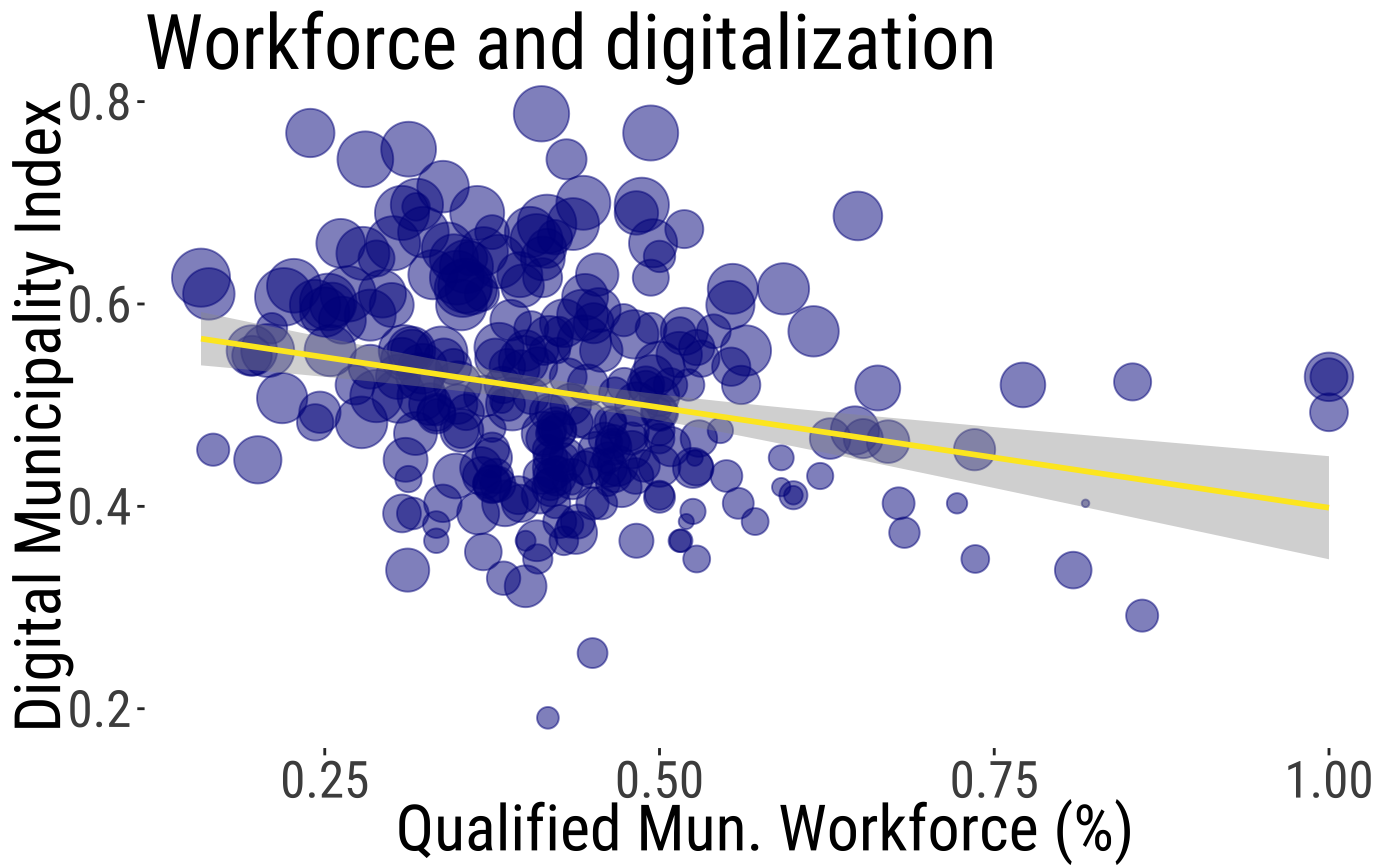 Workforce and digitalization
Digital Municipality Index
0.8
0.6
0.4
0.2
0.25 0.50 0.75 1.00
Qualified Mun. Workforce (%)